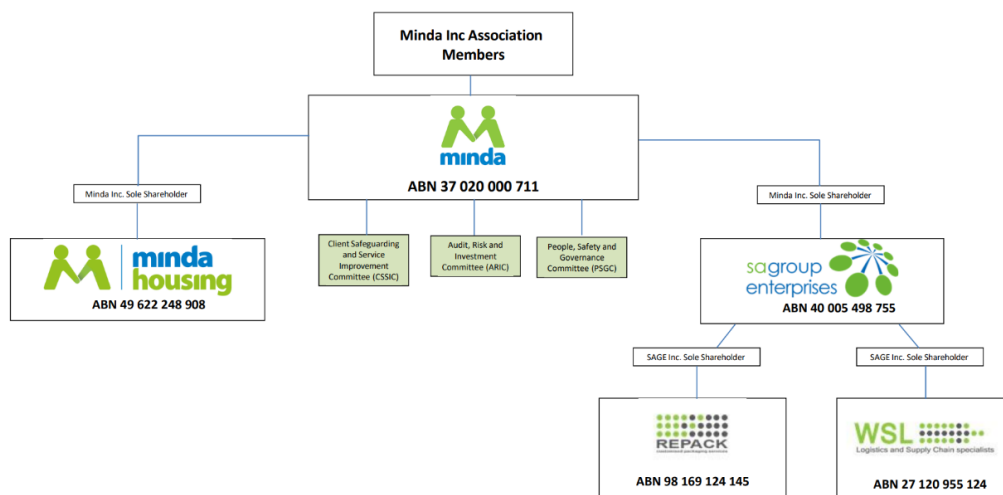 Minda Inc Association
Members
minda
ABN 37 020 000 711
Minda Inc. Sole Shareholder
Minda Inc. Sole Shareholder
Client Safeguarding
and Service
Improvement
Committee (CSSIC)
Audit, Risk and
Investment
Committee (ARIC)
People, Safety and
Governance
Committee (PSGC)
minda
housing
ABN 49 622 248 908
sagroup
enterprises
ABN 40 005 498 755
SAGE Inc. Sole Shareholder
SAGE Inc. Sole Shareholder
REPACK
ABN 98 169 124 145
WSL
Logistics and Supply Chain specialists
ABN 27 120 955 124